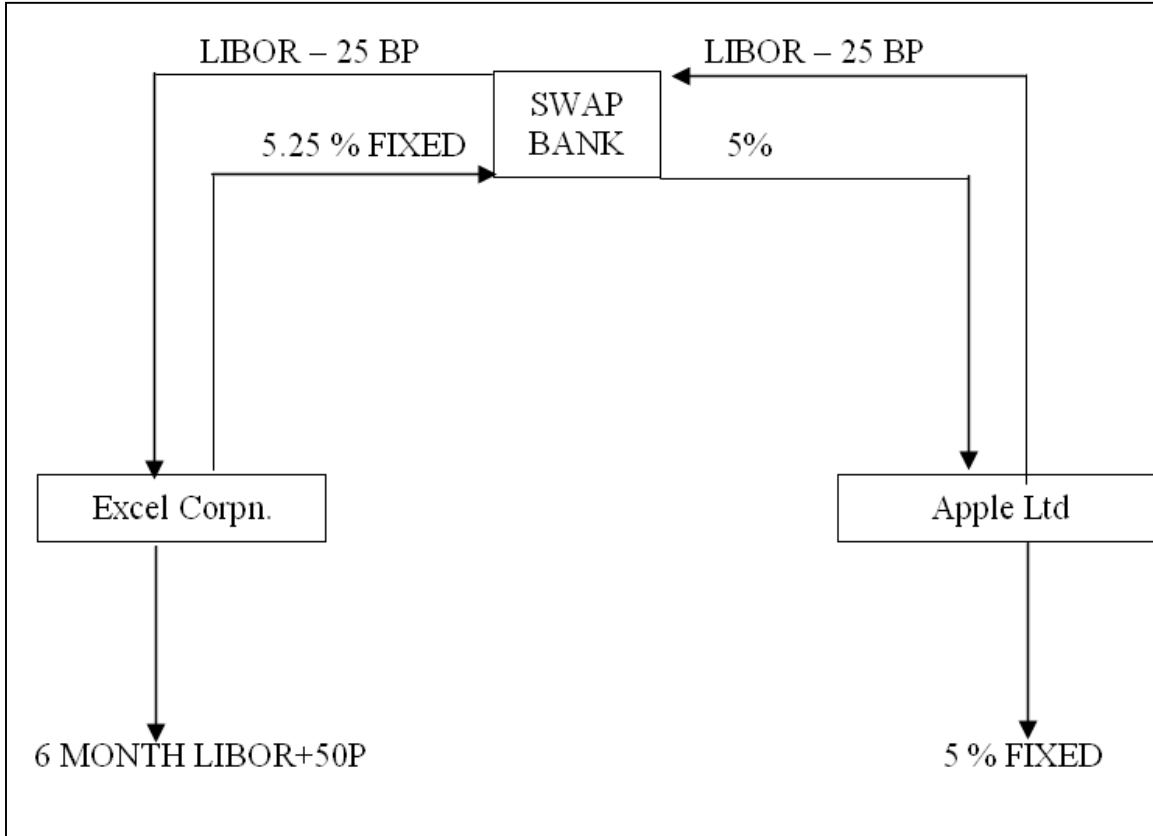 LIBOR – 25 BP
LIBOR – 25 BP
SWAP
BANK
5.25 % FIXED
5%
Excel Corpn.
Apple Ltd
6 MONTH LIBOR+50P
5 % FIXED